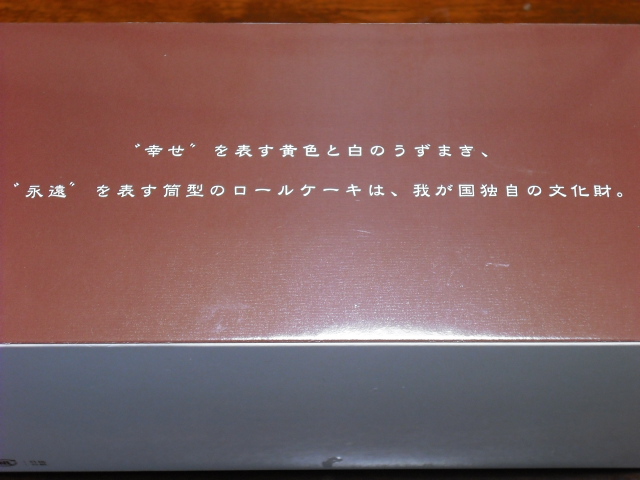 〝幸せ〞を表す黄色と白のうずまき、
〝永遠〞を表す筒型のロールケーキは、我が国独自の文化財。